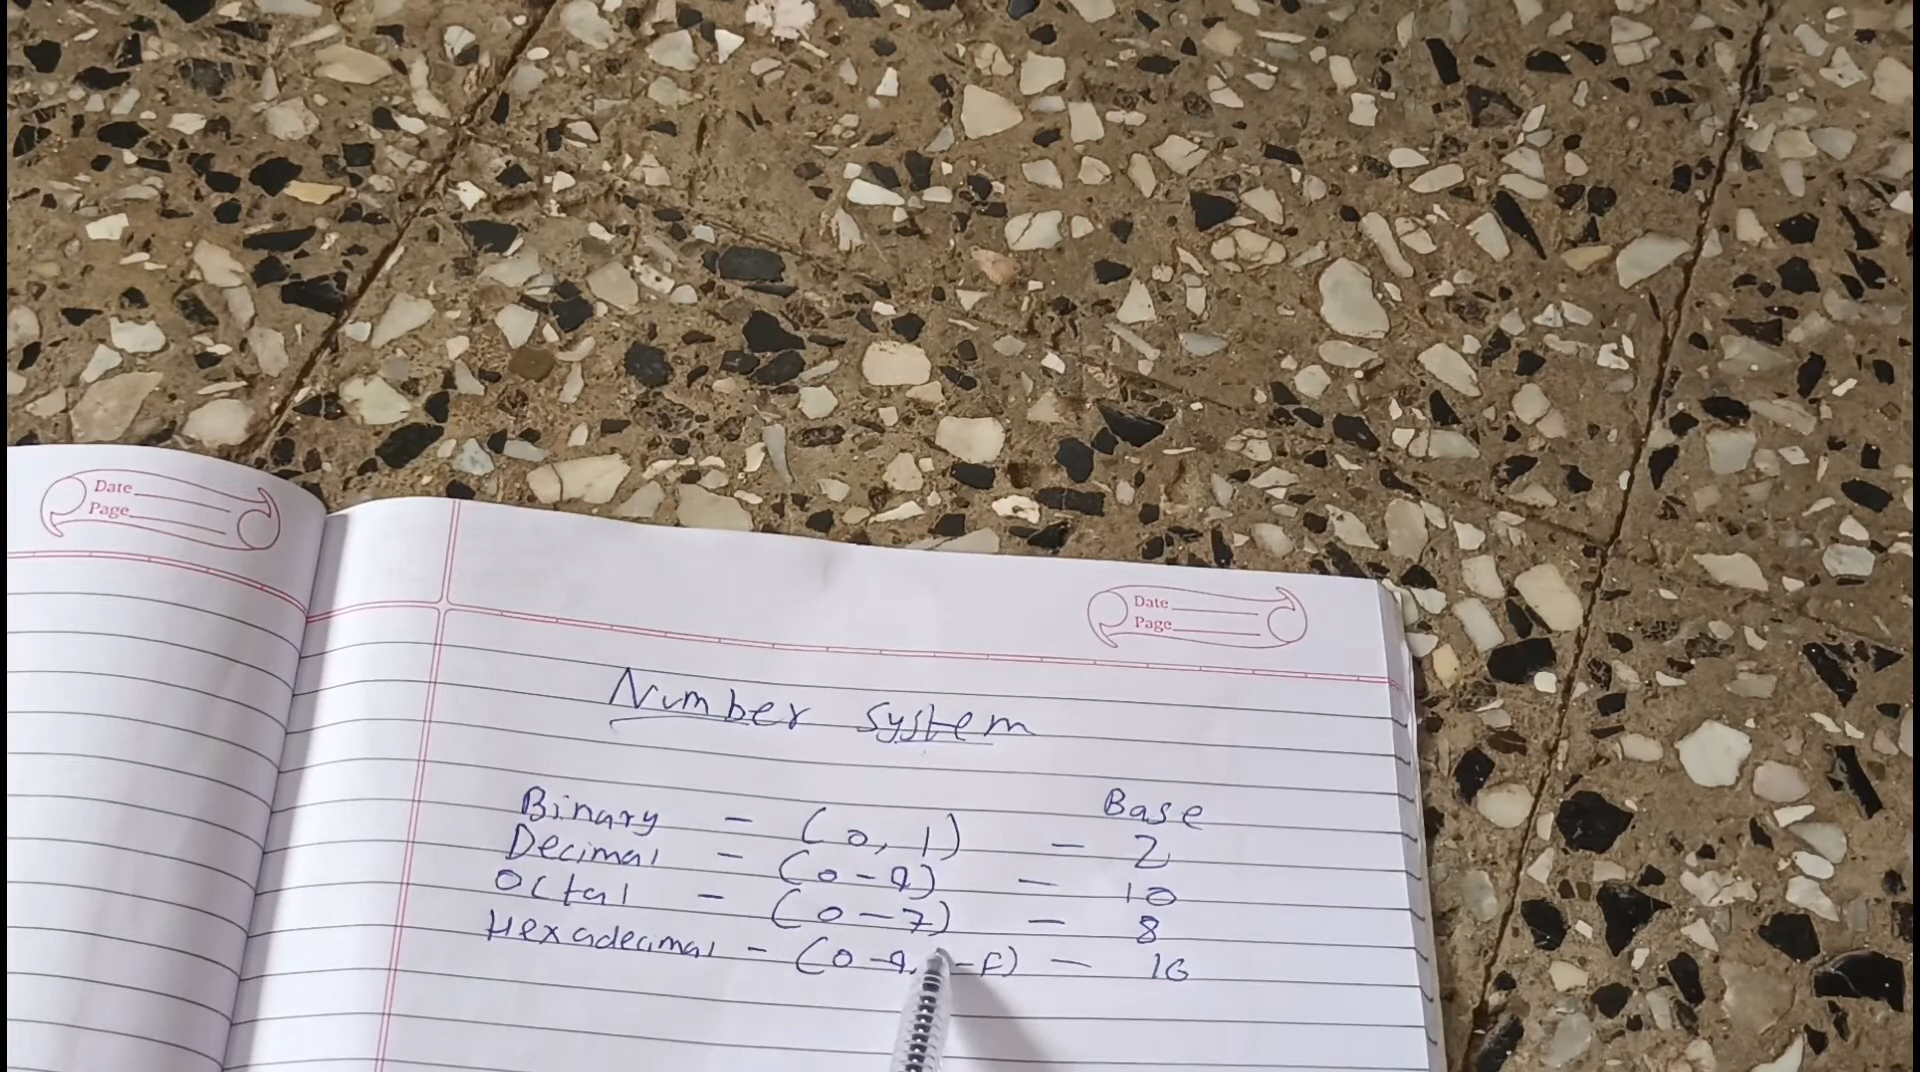 Date
Page
Date
Page
Number system
Base
Binary - (0, 1) - 2
Decimal - (0-9) - 10
Octal - (0-7) - 8
Hexadecimal - (0-9, -F) - 16